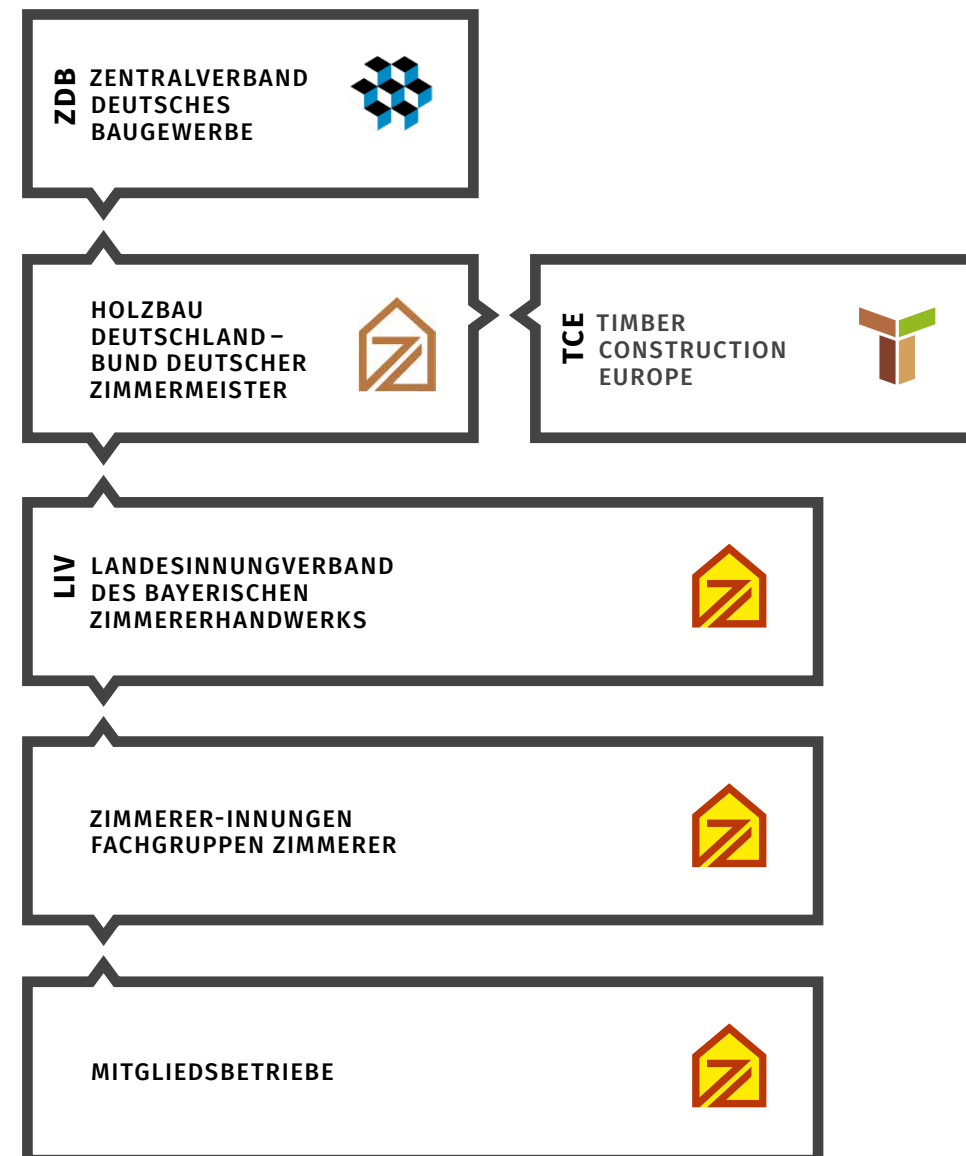 ZDB
ZENTRALVERBAND
DEUTSCHES
BAUGEWERBE
HOLZBAU
DEUTSCHLAND –
BUND DEUTSCHER
ZIMMERMEISTER
TCE
TIMBER
CONSTRUCTION
EUROPE
LIV
LANDESINNUNGVERBAND
DES BAYERISCHEN
ZIMMERERHANDWERKS
ZIMMERER-INNUNGEN
FACHGRUPPEN ZIMMERER
MITGLIEDSBETRIEBE